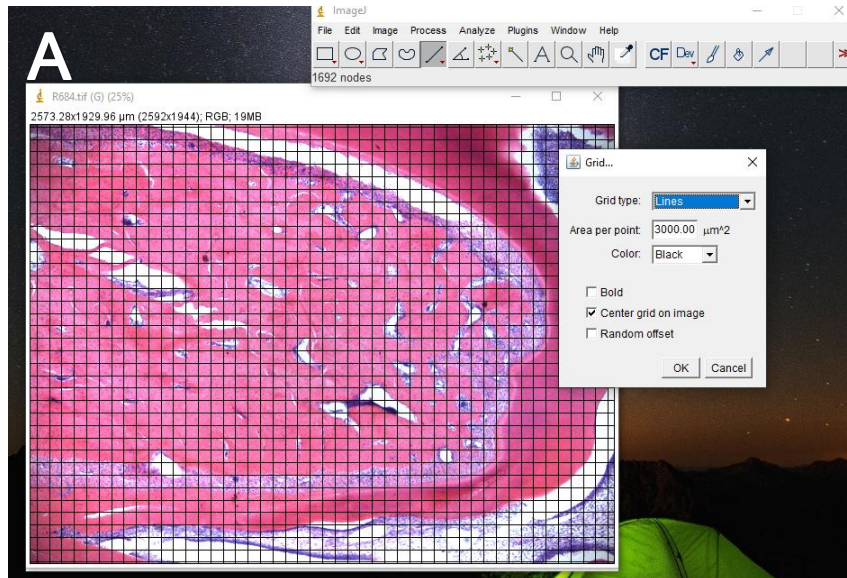 A
ImageJ
File Edit Image Process Analyze Plugins Window Help
A CF Dev
1692 nodes
R684.tif (G) (25%)
2573.28x1929.96 µm (2592x1944); RGB; 19MB
Grid...
Grid type: Lines
Area per point: 3000.00 µm^2
Color: Black
Bold
Center grid on image
Random offset
OK Cancel